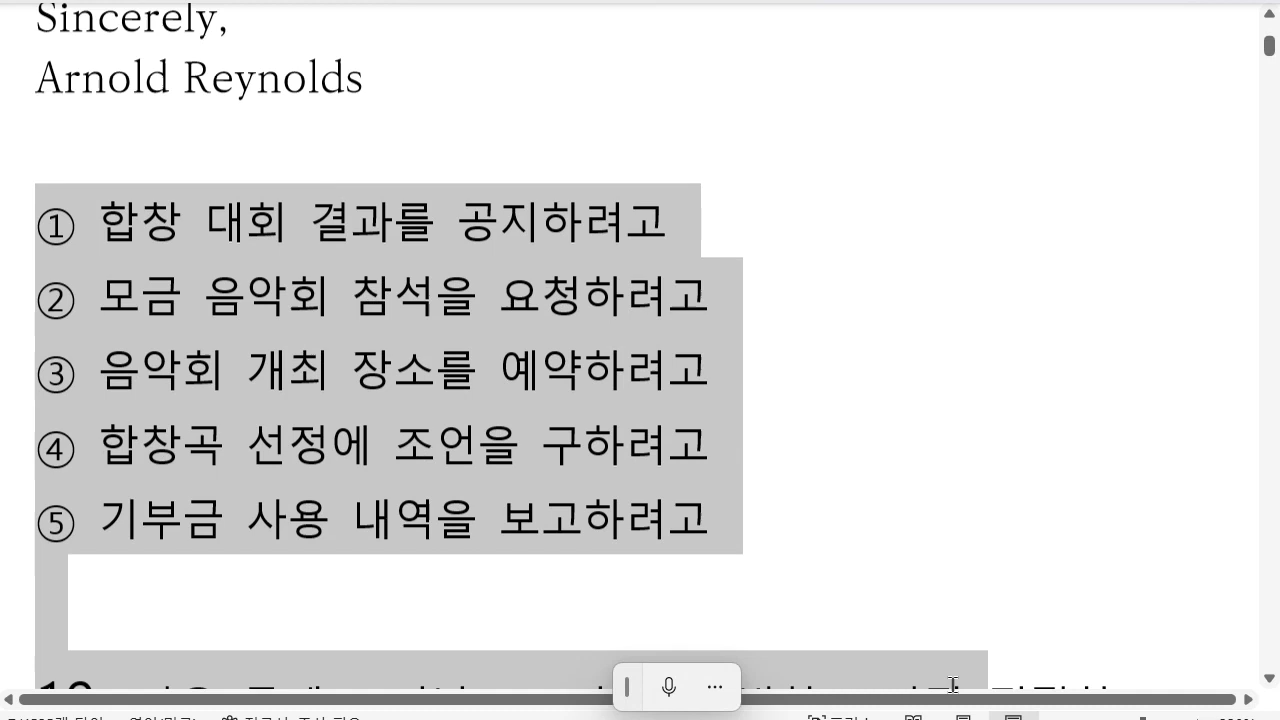 Sincerely,
Arnold Reynolds
① 합창 대회 결과를 공지하려고
② 모금 음악회 참석을 요청하려고
③ 음악회 개최 장소를 예약하려고
④ 합창곡 선정에 조언을 구하려고
⑤ 기부금 사용 내역을 보고하려고